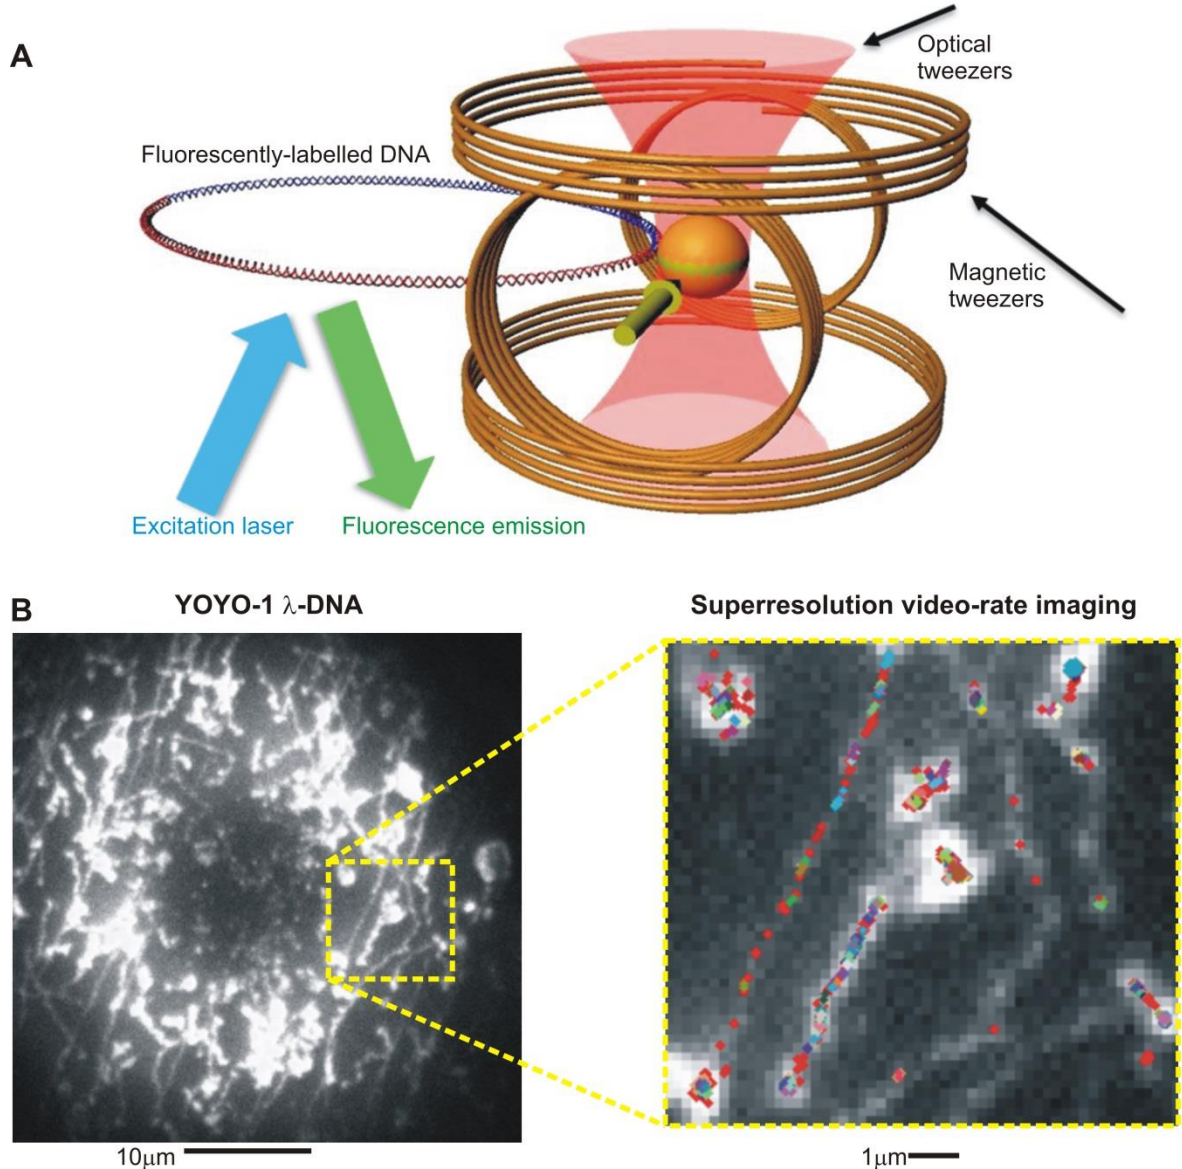 A
Optical
tweezers
Fluorescently-labelled DNA
Magnetic
tweezers
Excitation laser
Fluorescence emission
B
YOYO-1 λ-DNA
Superresolution video-rate imaging
10μm
1μm